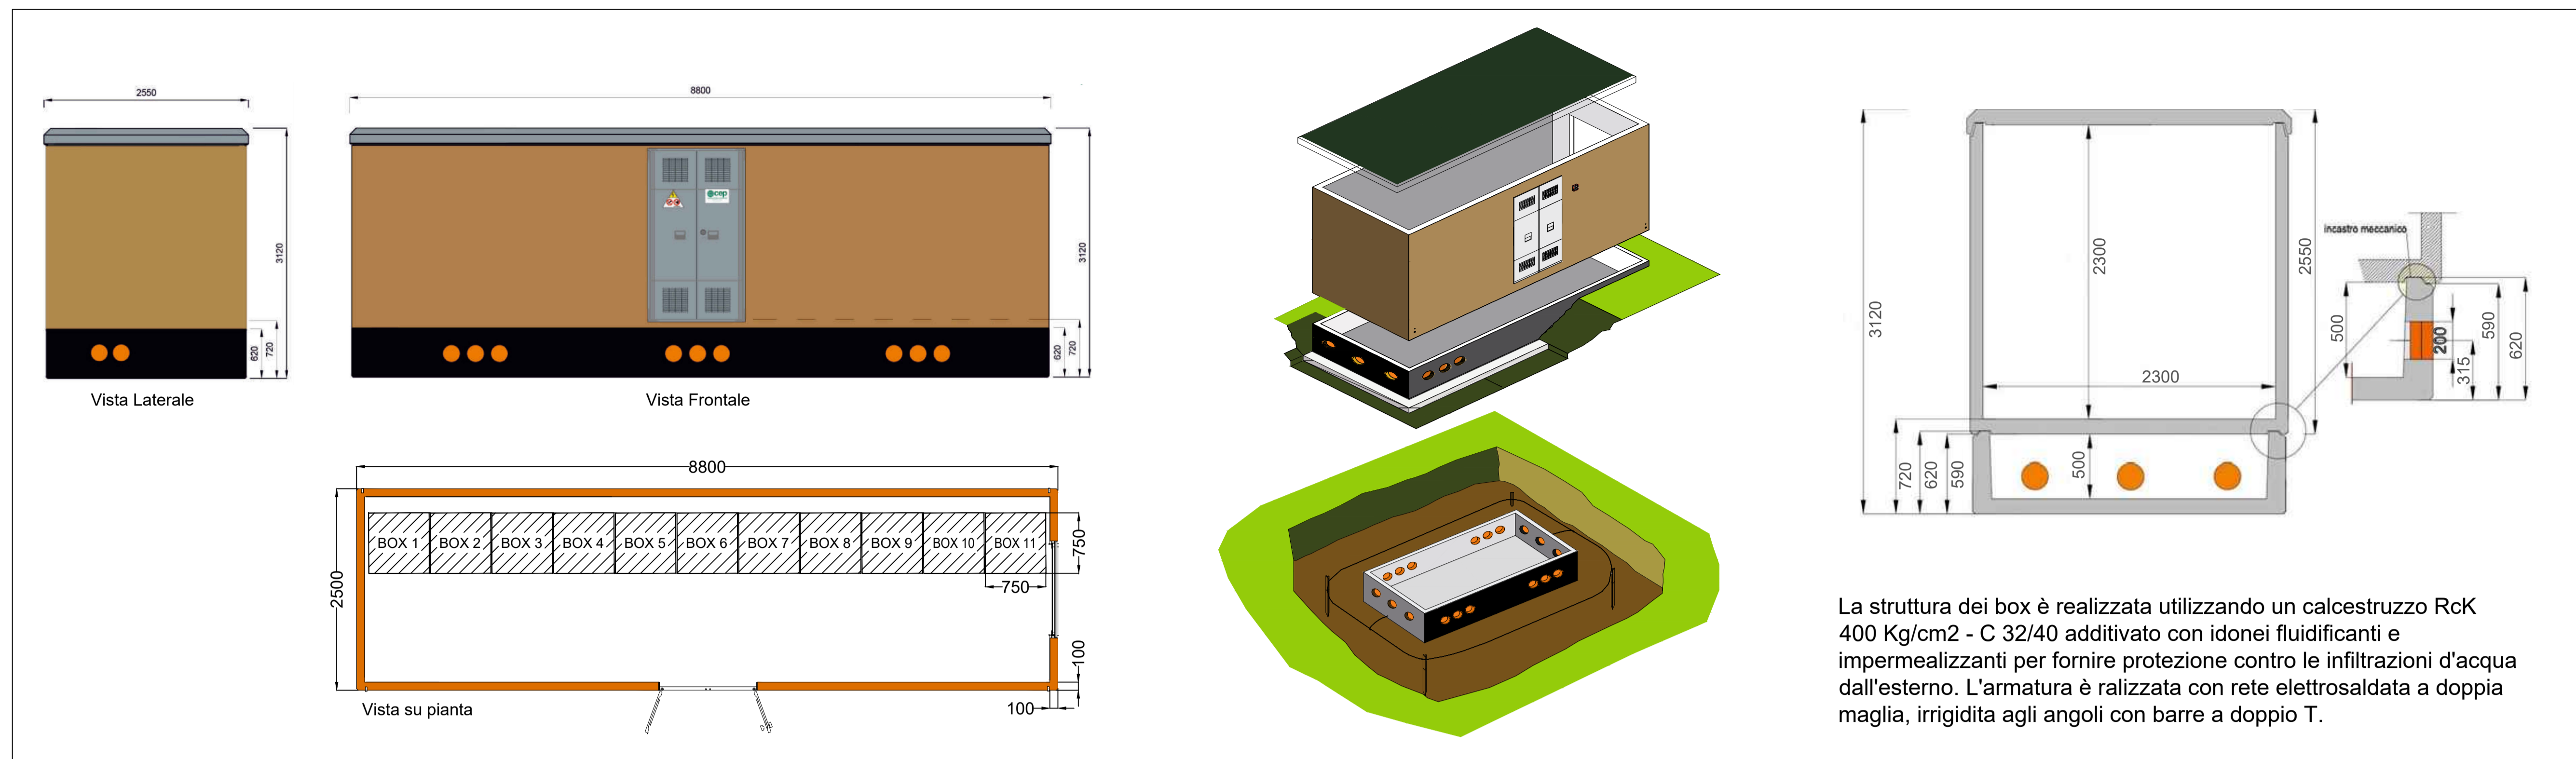 2550
3120
620
720
Vista Laterale
8800
cep
3120
620
720
Vista Frontale
8800
2500
BOX 1
BOX 2
BOX 3
BOX 4
BOX 5
BOX 6
BOX 7
BOX 8
BOX 9
BOX 10
BOX 11
750
750
100
100
Vista su pianta
3120
2300
2300
2550
720
620
590
500
incastro meccanico
500
200
315
590
620
La struttura dei box è realizzata utilizzando un calcestruzzo RcK
400 Kg/cm2 - C 32/40 additivato con idonei fluidificanti e
impermealizzanti per fornire protezione contro le infiltrazioni d'acqua
dall'esterno. L'armatura è ralizzata con rete elettrosaldata a doppia
maglia, irrigidita agli angoli con barre a doppio T.